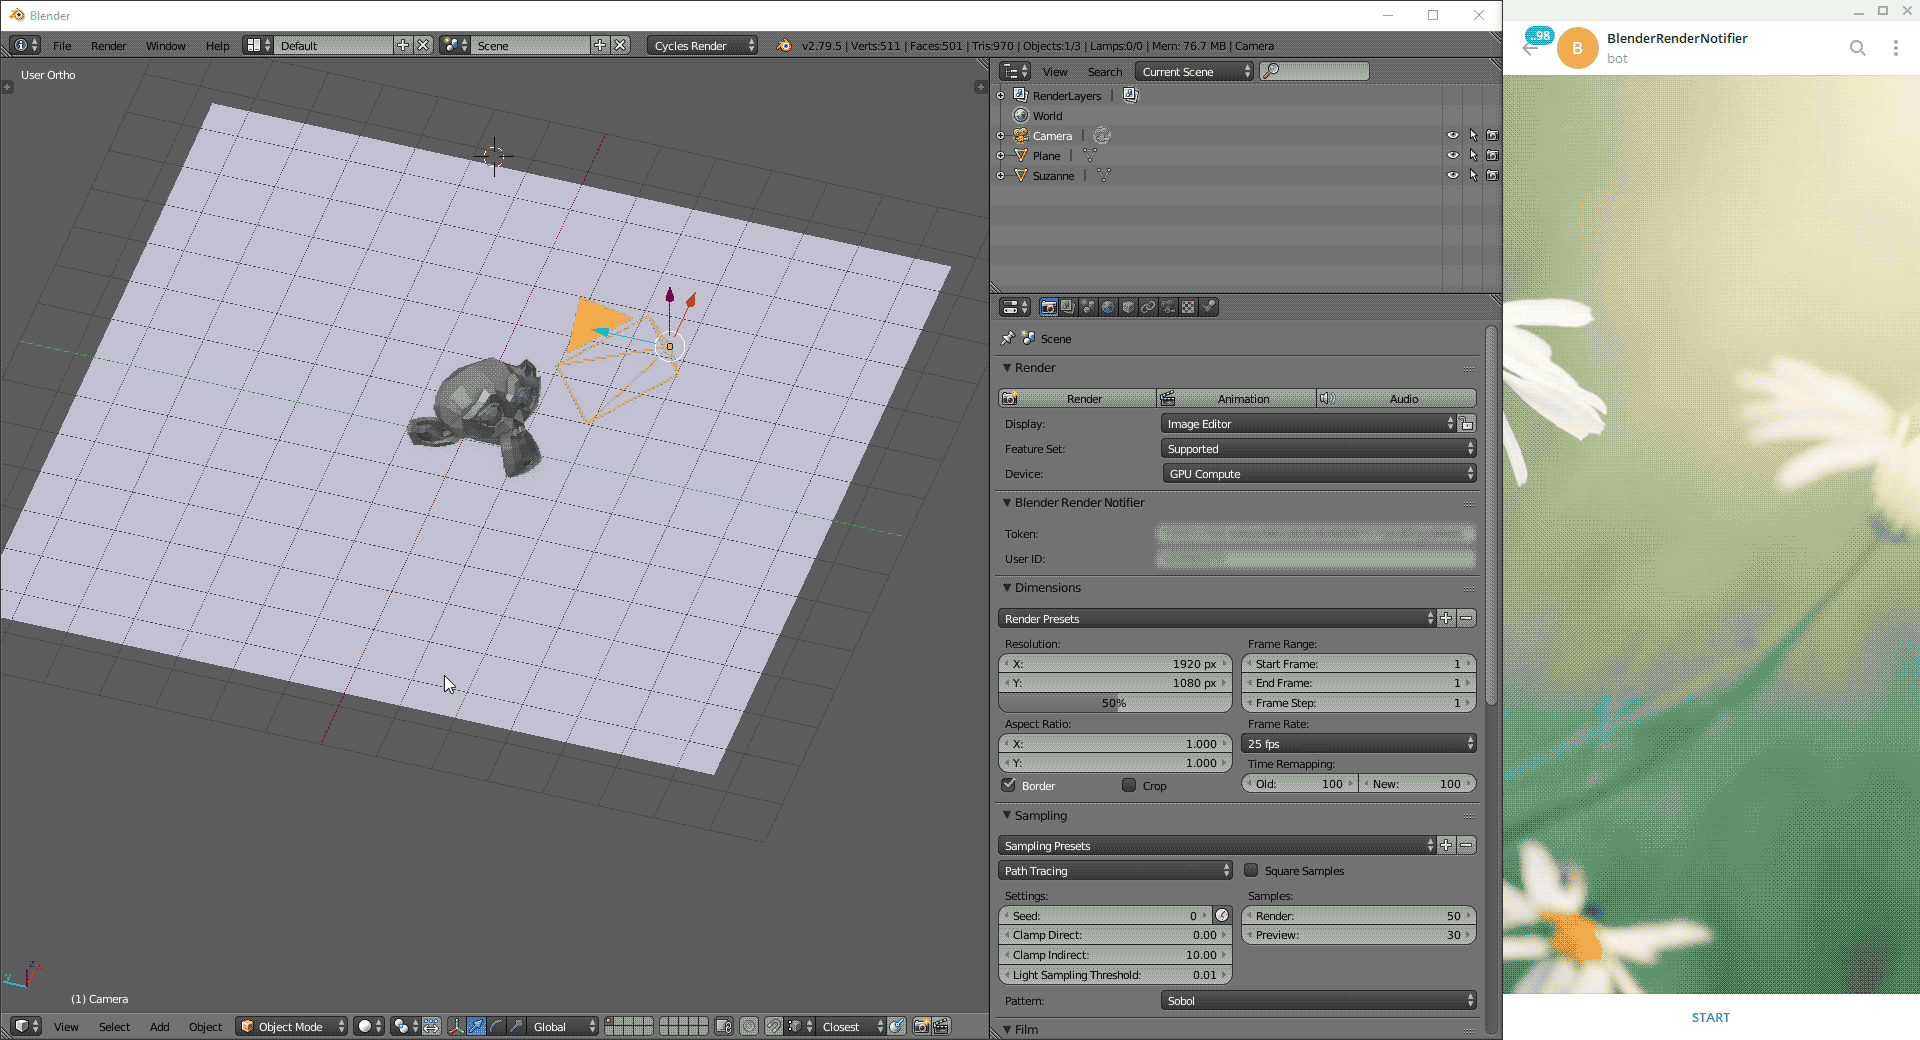 Blender
File Render Window Help Default Scene Cycles Render v2.79.5 | Verts:511 | Faces:501 | Tris:970 | Objects:1/3 | Lamps:0/0 | Mem: 76.7 MB | Camera
User Ortho
(1) Camera
View Select Add Object Object Mode Global Closest
View Search Current Scene
RenderLayers
World
Camera
Plane
Suzanne
Scene
Render
Render Animation Audio
Display: Image Editor
Feature Set: Supported
Device: GPU Compute
Blender Render Notifier
Token:
User ID:
Dimensions
Render Presets
Resolution: Frame Range:
X: 1920 px Start Frame: 1
Y: 1080 px End Frame: 1
50% Frame Step: 1
Aspect Ratio: Frame Rate:
X: 1.000 25 fps
Y: 1.000 Time Remapping:
Border Crop Old: 100 New: 100
Sampling
Sampling Presets
Path Tracing Square Samples
Settings: Samples:
Seed: 0 Render: 50
Clamp Direct: 0.00 Preview: 30
Clamp Indirect: 10.00
Light Sampling Threshold: 0.01
Pattern: Sobol
Film
..98
B
BlenderRenderNotifier
bot
START